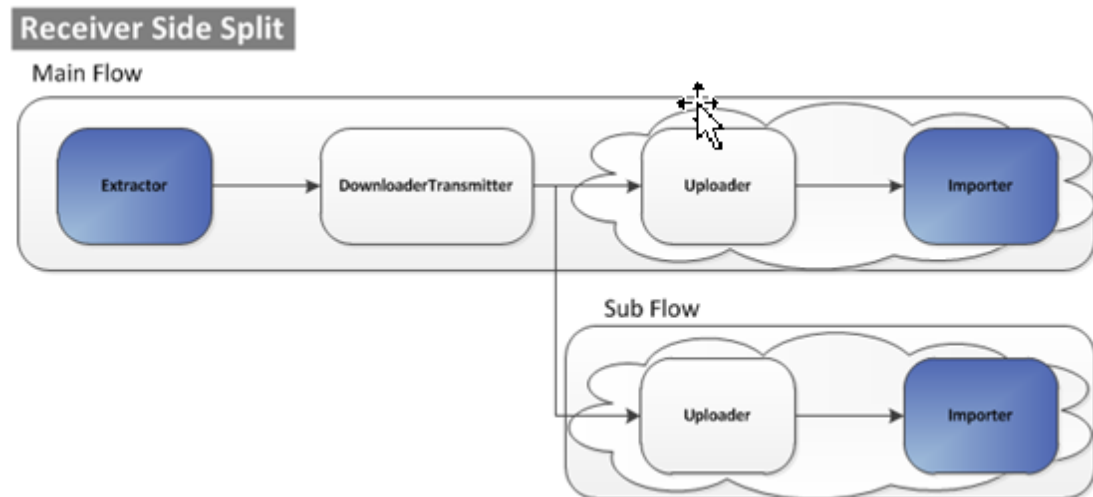 Receiver Side Split
Main Flow
Extractor
DownloaderTransmitter
Uploader
Importer
Sub Flow
Uploader
Importer